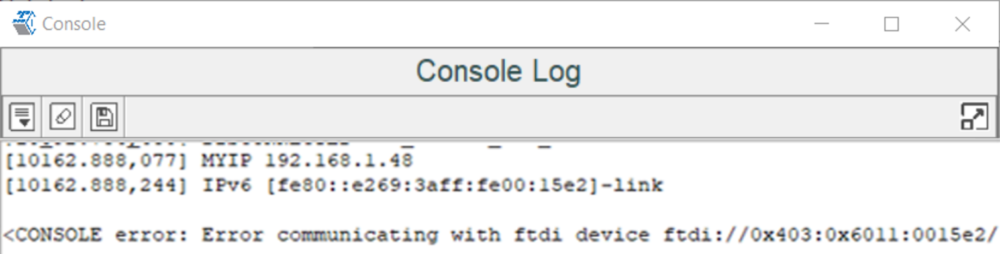 Console
Console Log
[10162.888,077] MYIP 192.168.1.48
[10162.888,244] IPv6 [fe80::e269:3aff:fe00:15e2]-link
<CONSOLE error: Error communicating with ftdi device ftdi://0x403:0x6011:0015e2/